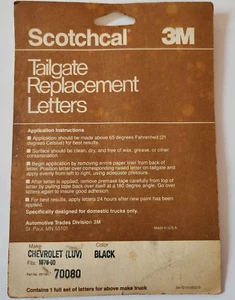 Scotchcal 3M
Tailgate
Replacement
Letters
Application Instructions
Application should be made above 65 degrees Fahrenheit (21
degrees Celsius) for best results.
Surface should be clean, dry, and free of wax, grease, or other
contamination.
Begin application by removing entire paper liner from back of
letter. Position letter over corresponding raised letter on tailgate and
apply evenly from left to right, using adequate pressure.
After letter is applied, remove premask tape carefully from top of
letter by pulling tape back over itself at a 180 degree angle. Go over
letters again to insure adhesion.
For best results, apply letters 24 hours after new paint has been
applied.
Specifically designed for domestic trucks only.
Automotive Trades Division 3M
St. Paul, MN 55101
Made in U.S.A.
Make Color
CHEVROLET (LUV) BLACK
Fits: 1978-80
70080
Contains 1 full set of letters for above make truck